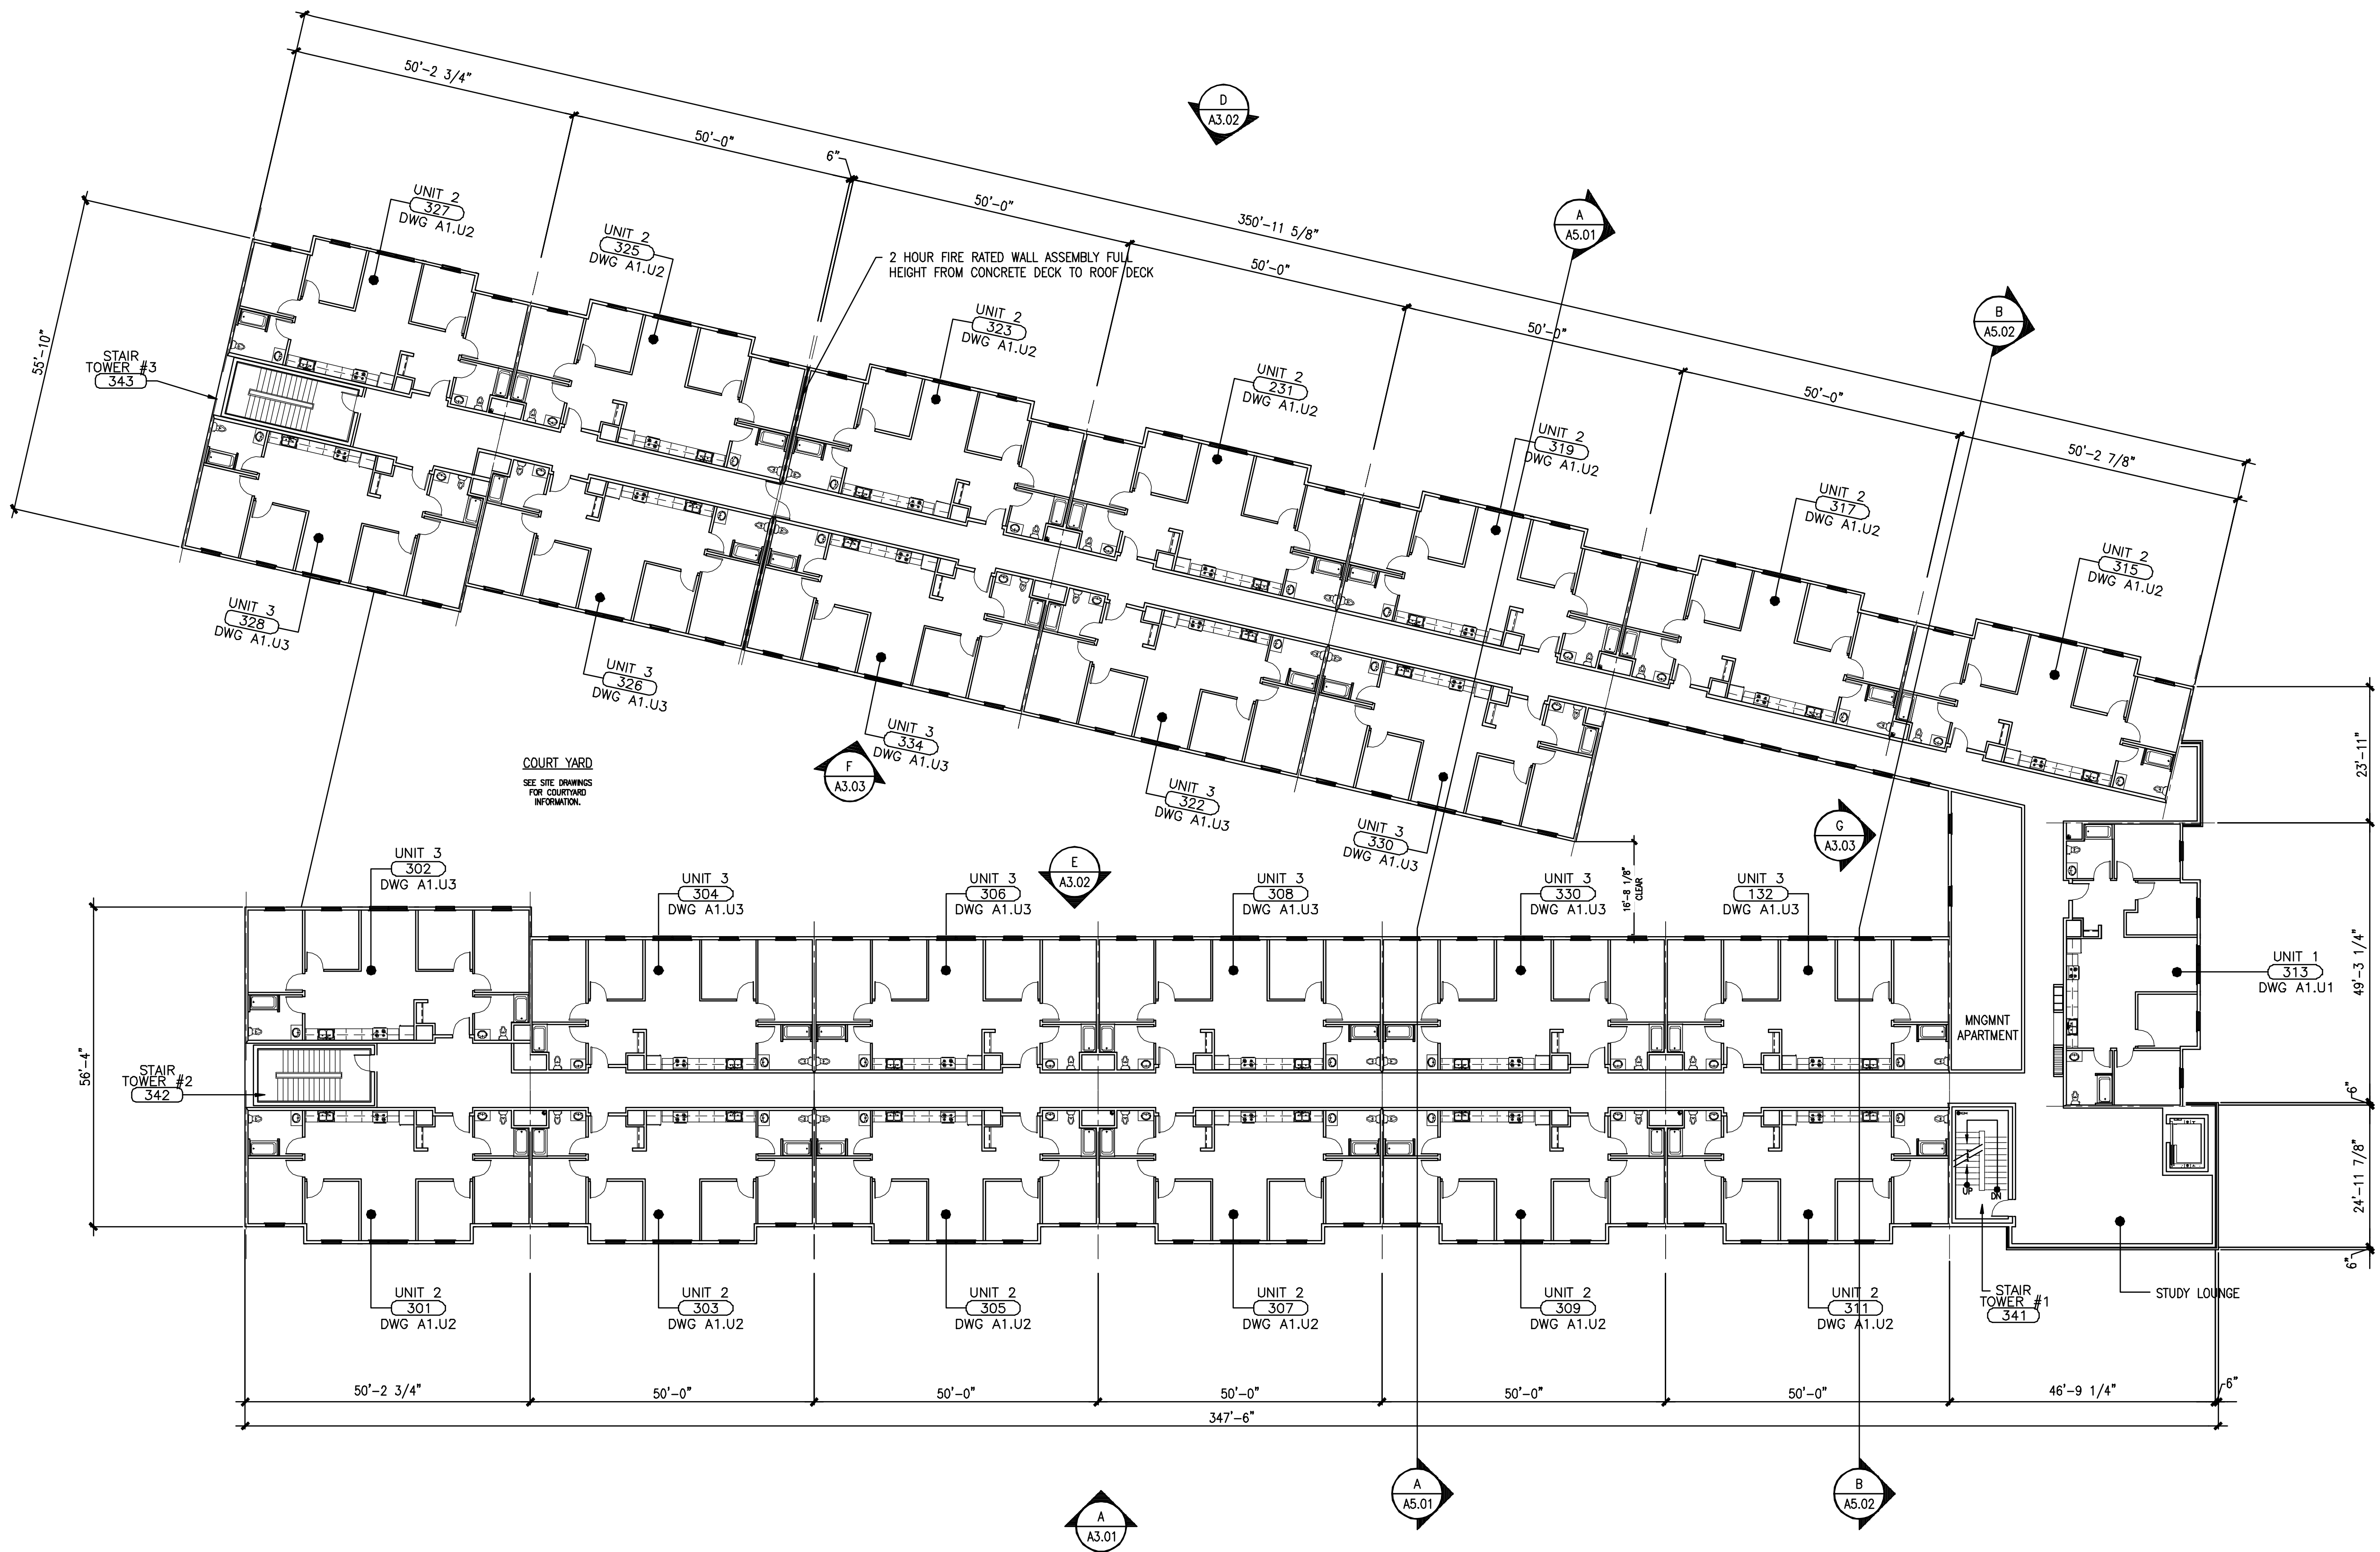 50'-2 3/4"
50'-0"
6"
50'-0"
350'-11 5/8"
50'-0"
50'-0"
50'-0"
50'-2 7/8"
D
A3.02
A
A5.01
B
A5.02
UNIT 2
327
DWG A1.U2
UNIT 2
325
DWG A1.U2
2 HOUR FIRE RATED WALL ASSEMBLY FULL
HEIGHT FROM CONCRETE DECK TO ROOF DECK
UNIT 2
323
DWG A1.U2
UNIT 2
231
DWG A1.U2
UNIT 2
319
DWG A1.U2
UNIT 2
317
DWG A1.U2
UNIT 2
315
DWG A1.U2
55'-10"
STAIR
TOWER #3
343
UNIT 3
328
DWG A1.U3
UNIT 3
326
DWG A1.U3
UNIT 3
334
DWG A1.U3
UNIT 3
322
DWG A1.U3
UNIT 3
330
DWG A1.U3
COURT YARD
SEE SITE DRAWINGS
FOR COURTYARD
INFORMATION.
F
A3.03
E
A3.02
G
A3.03
23'-11"
16'-8 1/8"
CLEAR
UNIT 3
302
DWG A1.U3
UNIT 3
304
DWG A1.U3
UNIT 3
306
DWG A1.U3
UNIT 3
308
DWG A1.U3
UNIT 3
330
DWG A1.U3
UNIT 3
132
DWG A1.U3
MNGMNT
APARTMENT
UNIT 1
313
DWG A1.U1
49'-3 1/4"
56'-4"
STAIR
TOWER #2
342
6"
24'-11 7/8"
6"
UP
DN
UNIT 2
301
DWG A1.U2
UNIT 2
303
DWG A1.U2
UNIT 2
305
DWG A1.U2
UNIT 2
307
DWG A1.U2
UNIT 2
309
DWG A1.U2
UNIT 2
311
DWG A1.U2
STAIR
TOWER #1
341
STUDY LOUNGE
50'-2 3/4"
50'-0"
50'-0"
50'-0"
50'-0"
50'-0"
46'-9 1/4"
6"
347'-6"
A
A5.01
B
A5.02
A
A3.01